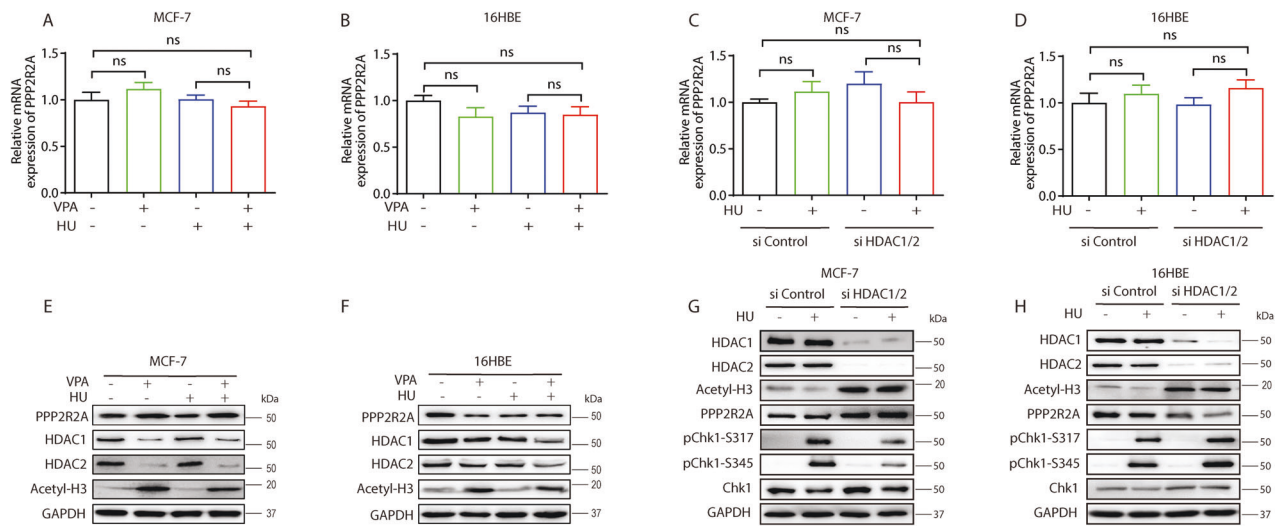 A
MCF-7
Relative mRNA
expression of PPP2R2A
1.5
1.0
0.5
0.0
ns
ns
ns
VPA - + - +
HU - - + +
B
16HBE
Relative mRNA
expression of PPP2R2A
1.5
1.0
0.5
0.0
ns
ns
ns
VPA - + - +
HU - - + +
C
MCF-7
Relative mRNA
expression of PPP2R2A
1.5
1.0
0.5
0.0
ns
ns
ns
HU - + - +
si Control si HDAC1/2
D
16HBE
Relative mRNA
expression of PPP2R2A
1.5
1.0
0.5
0.0
ns
ns
ns
HU - + - +
si Control si HDAC1/2
E
MCF-7
VPA - + - +
HU - - + + kDa
PPP2R2A 50
HDAC1 50
HDAC2 50
Acetyl-H3 20
GAPDH 37
F
16HBE
VPA - + - +
HU - - + + kDa
PPP2R2A 50
HDAC1 50
HDAC2 50
Acetyl-H3 20
GAPDH 37
G
MCF-7
si Control si HDAC1/2
HU - + - + kDa
HDAC1 50
HDAC2 50
Acetyl-H3 20
PPP2R2A 50
pChk1-S317 50
pChk1-S345 50
Chk1 50
GAPDH 37
H
16HBE
si Control si HDAC1/2
HU - + - + kDa
HDAC1 50
HDAC2 50
Acetyl-H3 20
PPP2R2A 50
pChk1-S317 50
pChk1-S345 50
Chk1 50
GAPDH 37